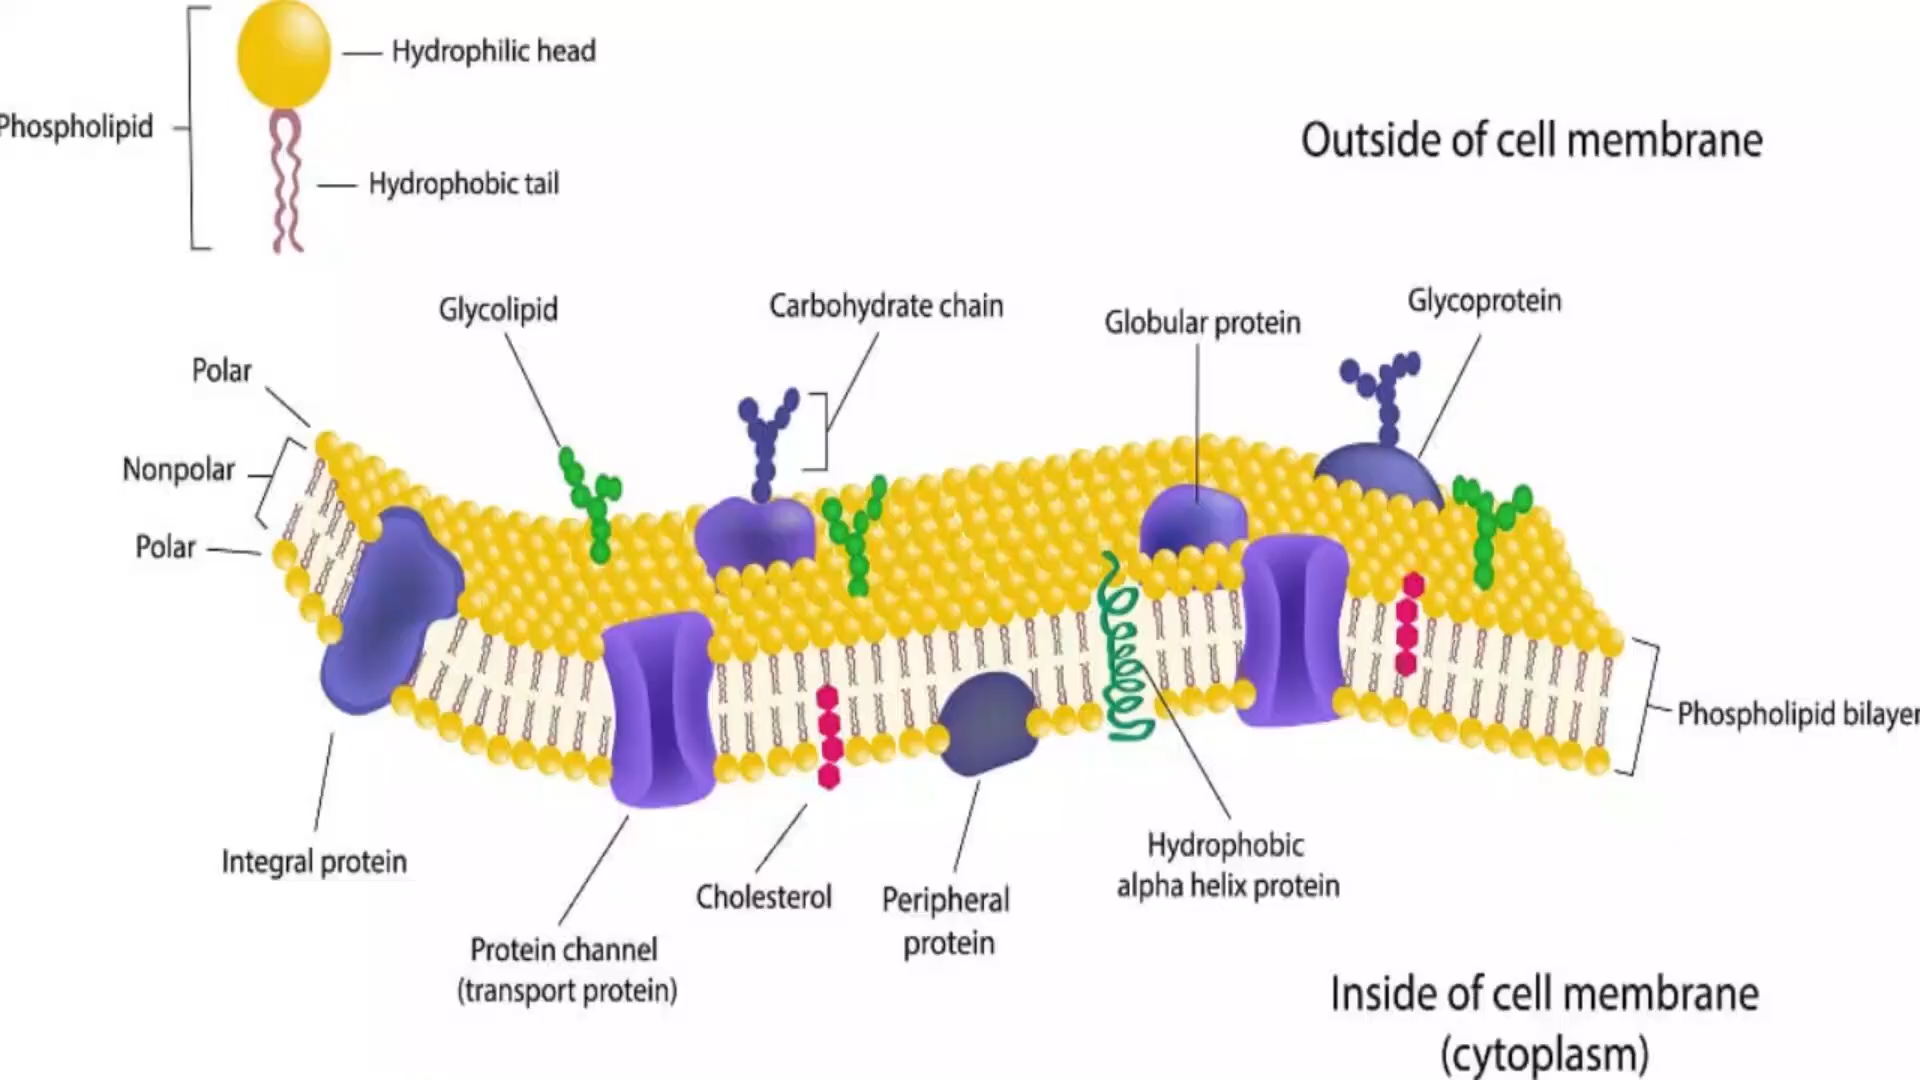 Hydrophilic head
Phospholipid
Hydrophobic tail
Outside of cell membrane
Glycolipid
Carbohydrate chain
Globular protein
Glycoprotein
Polar
Nonpolar
Polar
Phospholipid bilayer
Integral protein
Protein channel
(transport protein)
Cholesterol
Peripheral
protein
Hydrophobic
alpha helix protein
Inside of cell membrane
(cytoplasm)